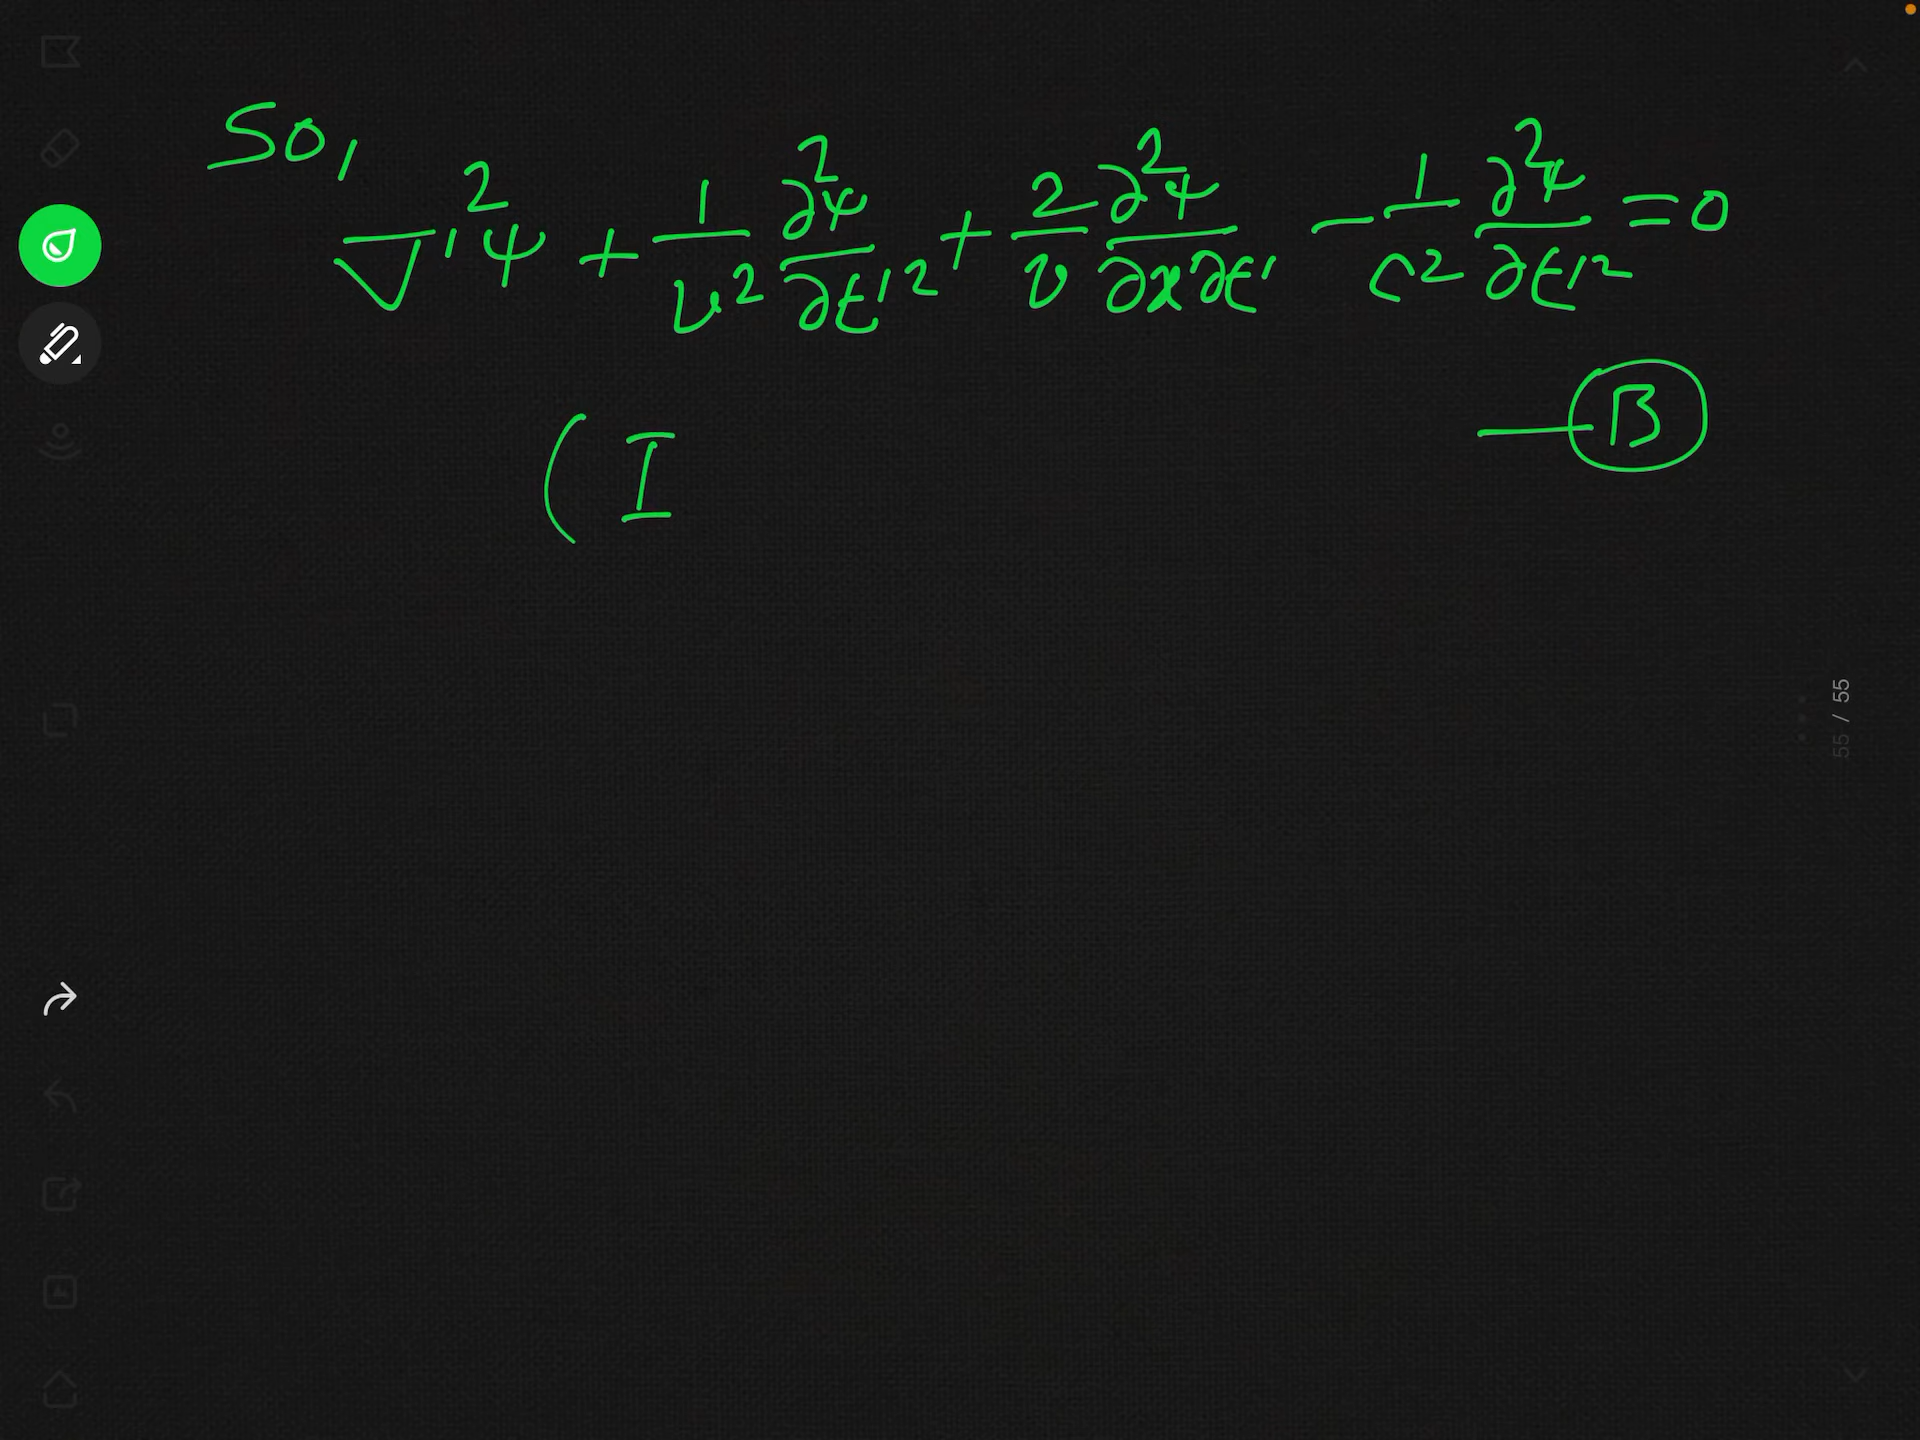 So,
∇'²ψ + 1/v² ∂²ψ/∂t'² + 2/v ∂²ψ/∂x∂t' - 1/c² ∂²ψ/∂t'² = 0
— B
( I
55 / 55